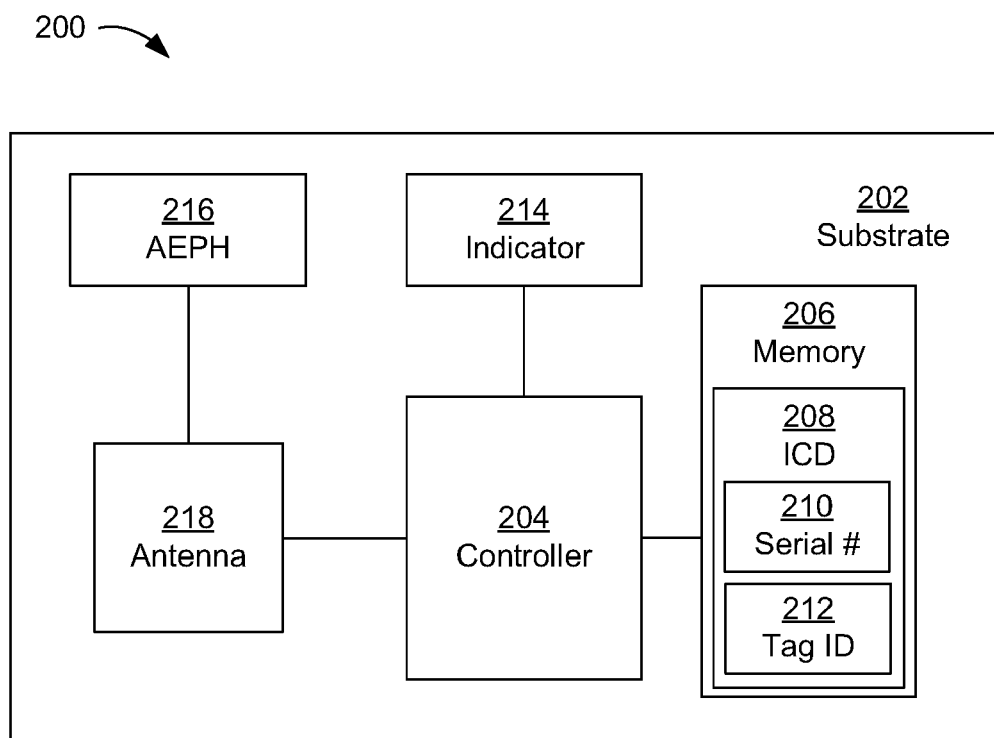 200
216
AEPH
214
Indicator
202
Substrate
206
Memory
208
ICD
210
Serial #
212
Tag ID
218
Antenna
204
Controller